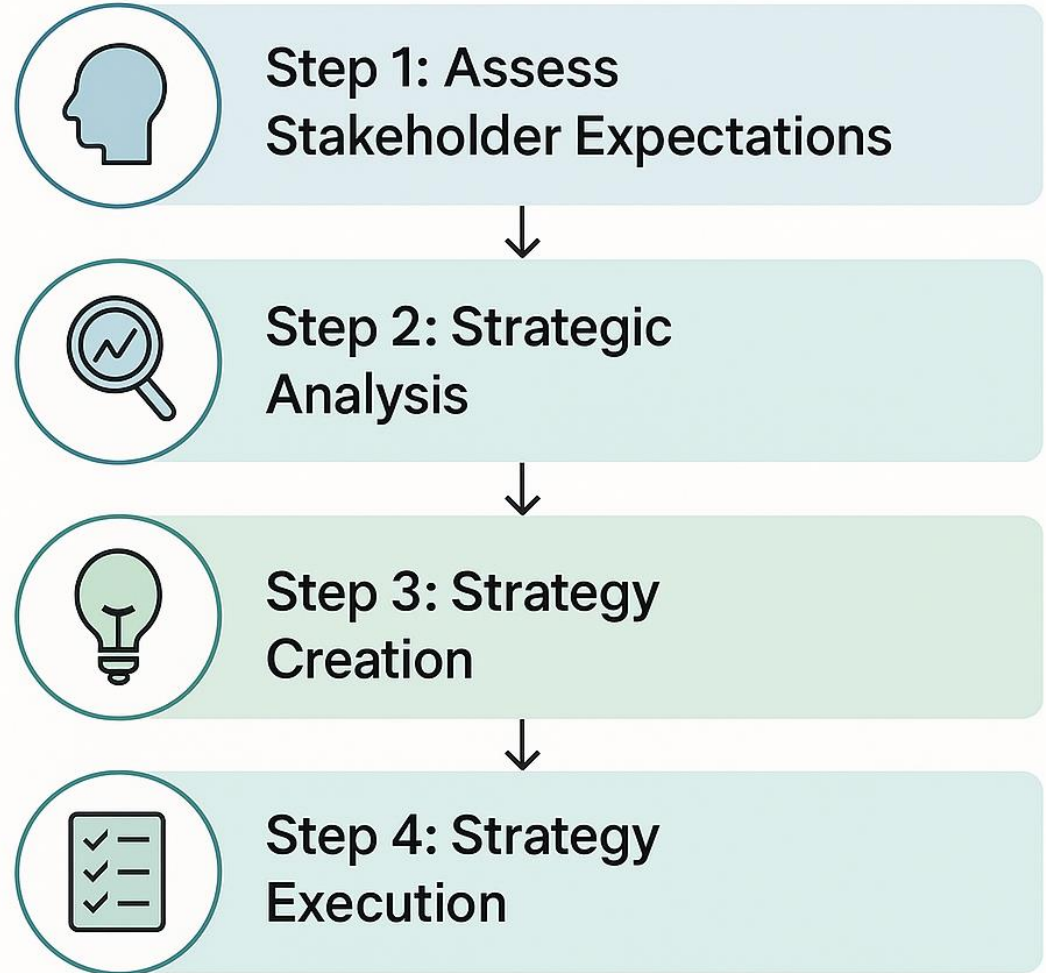 Step 1: Assess
Stakeholder Expectations
Step 2: Strategic
Analysis
Step 3: Strategy
Creation
Step 4: Strategy
Execution